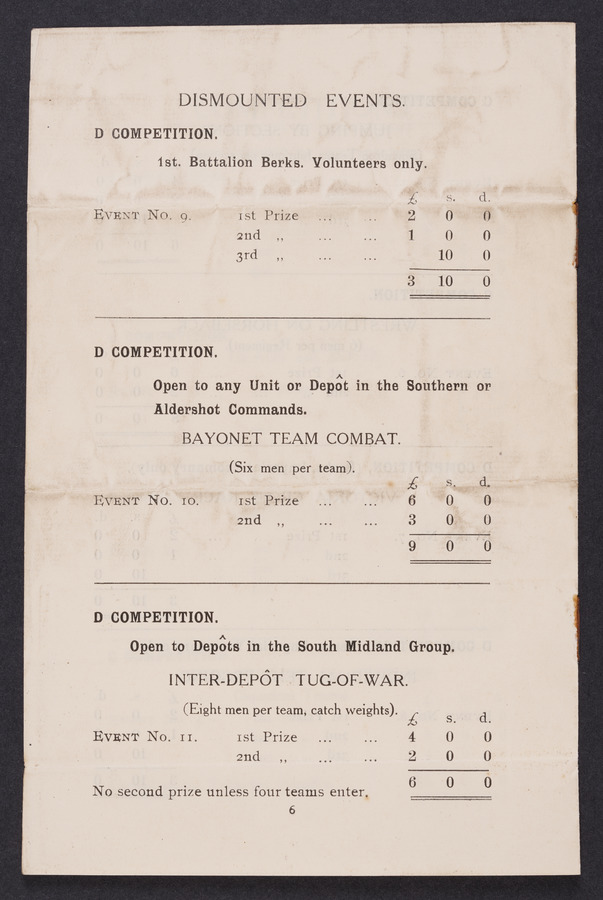 DISMOUNTED EVENTS.
D COMPETITION.
1st. Battalion Berks. Volunteers only.
£ s. d.
EVENT NO. 9. 1st Prize ... ... 2 0 0
2nd ,, ... ... 1 0 0
3rd ,, ... ... 10 0
3 10 0
D COMPETITION.
Open to any Unit or Depôt in the Southern or
Aldershot Commands.
BAYONET TEAM COMBAT.
(Six men per team).
£ s. d.
EVENT NO. 10. 1st Prize ... ... 6 0 0
2nd ,, ... ... 3 0 0
9 0 0
D COMPETITION.
Open to Depôts in the South Midland Group.
INTER-DEPÔT TUG-OF-WAR.
(Eight men per team, catch weights).
£ s. d.
EVENT NO. 11. 1st Prize ... ... 4 0 0
2nd ,, ... ... 2 0 0
6 0 0
No second prize unless four teams enter.
6